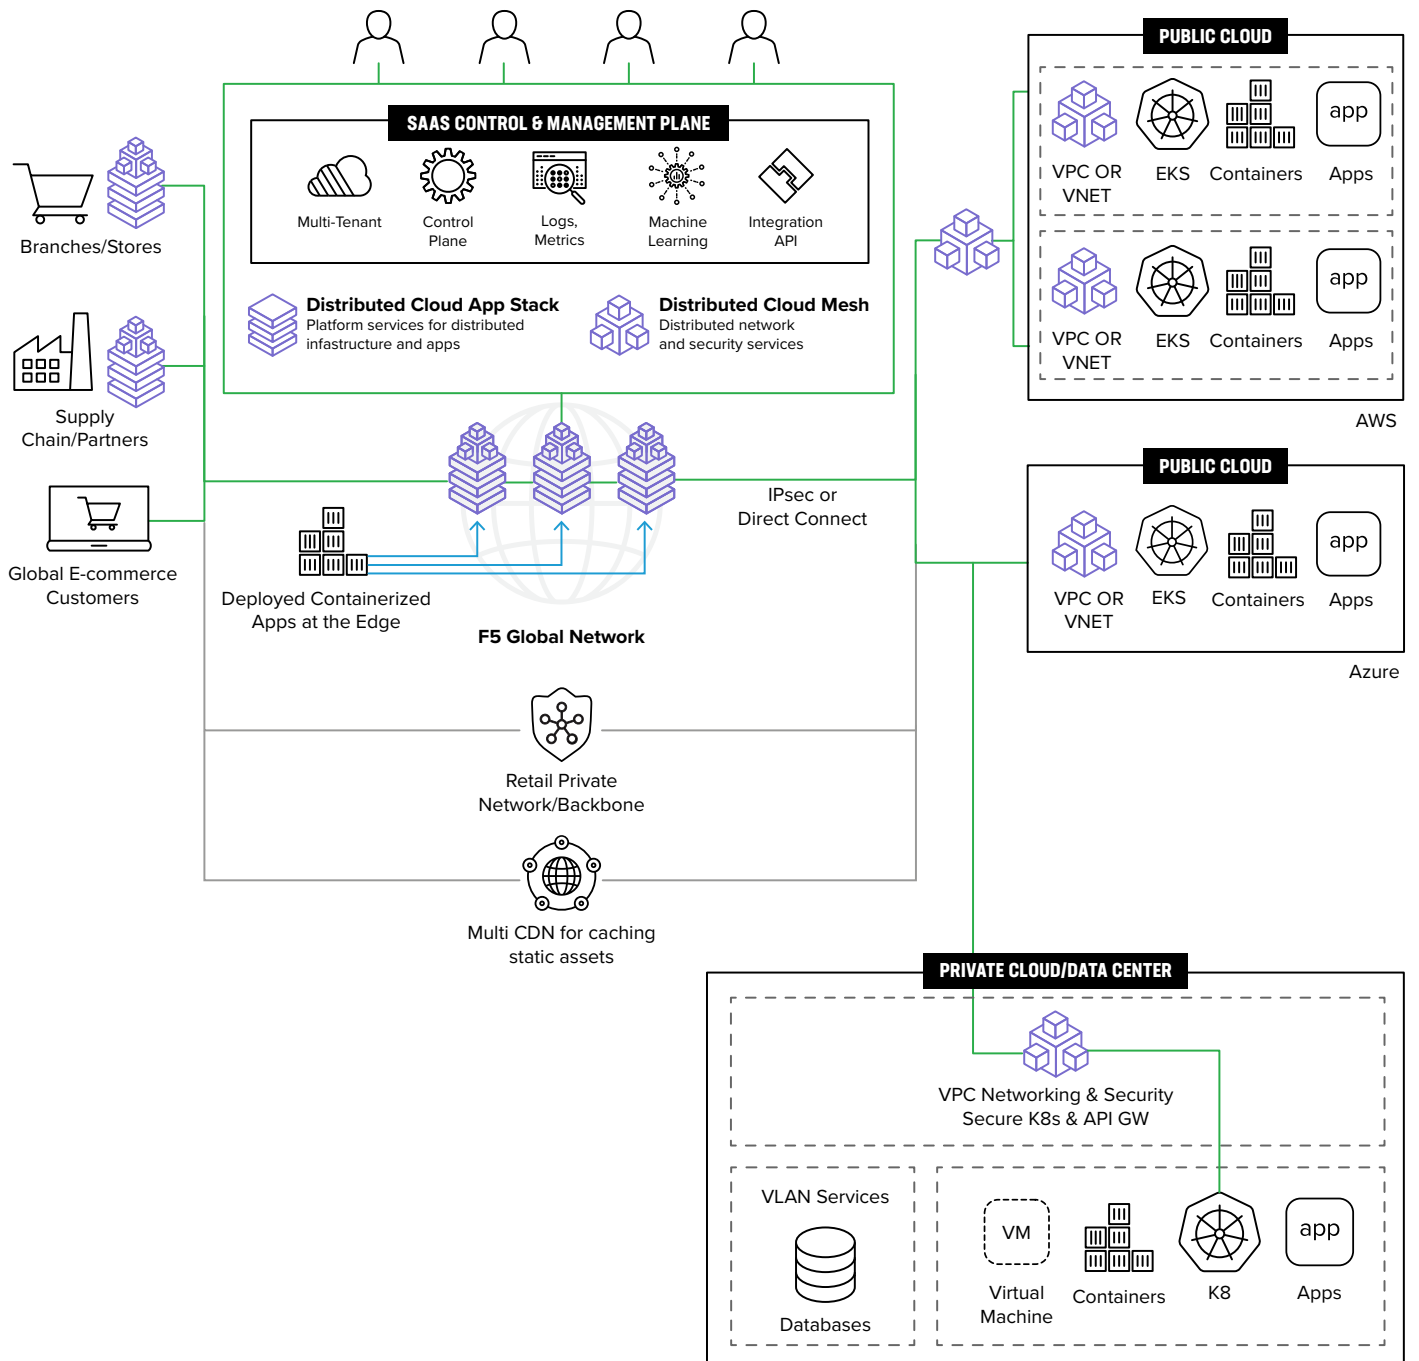 SAAS CONTROL & MANAGEMENT PLANE
Multi-Tenant
Control
Plane
Logs,
Metrics
Machine
Learning
Integration
API
Distributed Cloud App Stack
Platform services for distributed
infastructure and apps
Distributed Cloud Mesh
Distributed network
and security services
Branches/Stores
Supply
Chain/Partners
Global E-commerce
Customers
Deployed Containerized
Apps at the Edge
F5 Global Network
IPsec or
Direct Connect
Retail Private
Network/Backbone
Multi CDN for caching
static assets
PUBLIC CLOUD
app
VPC OR
VNET
EKS
Containers
Apps
app
VPC OR
VNET
EKS
Containers
Apps
AWS
PUBLIC CLOUD
app
VPC OR
VNET
EKS
Containers
Apps
Azure
PRIVATE CLOUD/DATA CENTER
VPC Networking & Security
Secure K8s & API GW
VLAN Services
Databases
VM
Virtual
Machine
Containers
K8
app
Apps